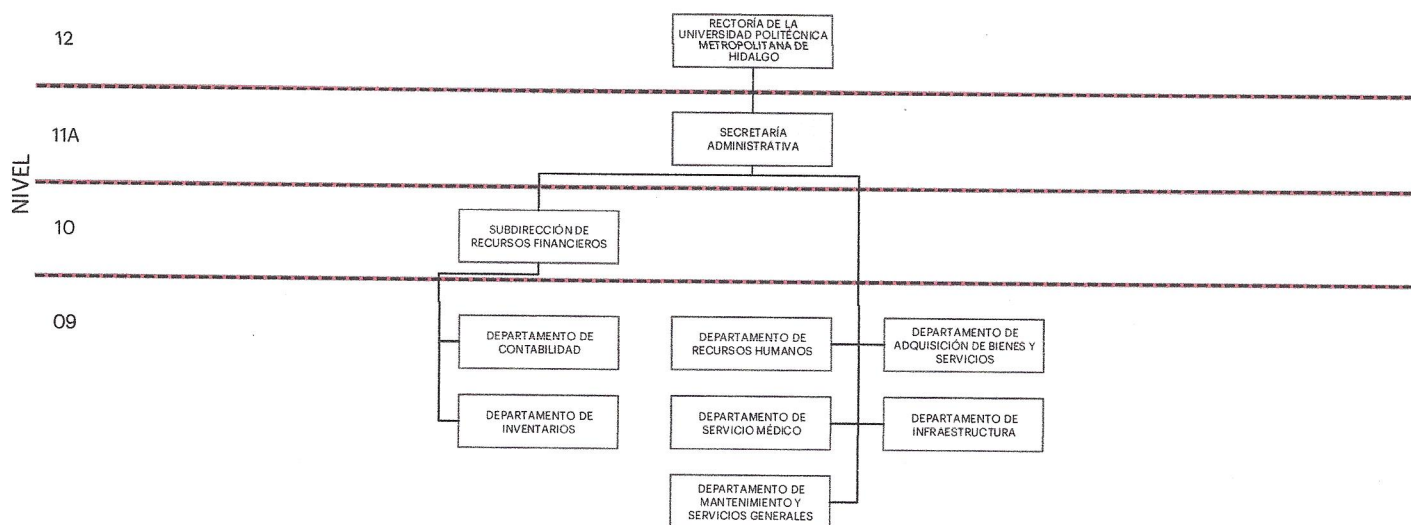 12
RECTORÍA DE LA
UNIVERSIDAD POLITÉCNICA
METROPOLITANA DE
HIDALGO
11A
SECRETARÍA
ADMINISTRATIVA
NIVEL
10
SUBDIRECCIÓN DE
RECURSOS FINANCIEROS
09
DEPARTAMENTO DE
CONTABILIDAD
DEPARTAMENTO DE
RECURSOS HUMANOS
DEPARTAMENTO DE
ADQUISICIÓN DE BIENES Y
SERVICIOS
DEPARTAMENTO DE
INVENTARIOS
DEPARTAMENTO DE
SERVICIO MÉDICO
DEPARTAMENTO DE
INFRAESTRUCTURA
DEPARTAMENTO DE
MANTENIMIENTO Y
SERVICIOS GENERALES